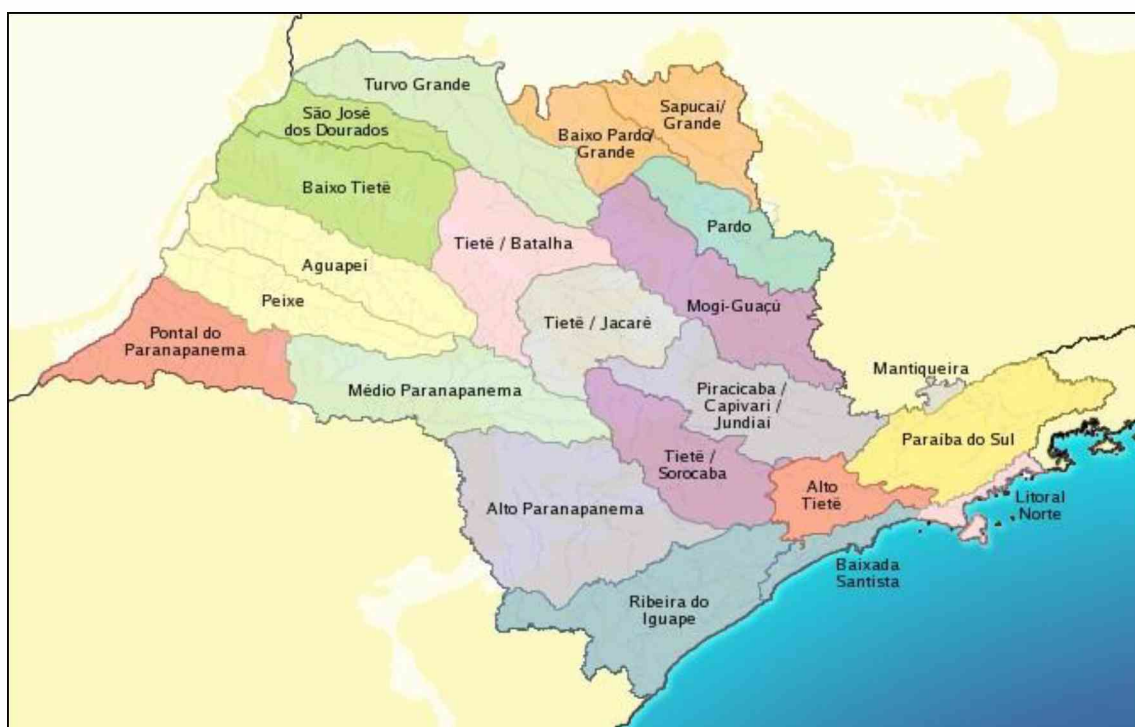 Turvo Grande
São José
dos Dourados
Sapucaí/
Grande
Baixo Pardo/
Grande
Baixo Tietê
Pardo
Tietê / Batalha
Aguapeí
Peixe
Mogi-Guaçú
Tietê / Jacaré
Pontal do
Paranapanema
Médio Paranapanema
Mantiqueira
Piracicaba /
Capivari /
Jundiaí
Paraíba do Sul
Tietê /
Sorocaba
Alto
Tietê
Alto Paranapanema
Litoral
Norte
Baixada
Santista
Ribeira do
Iguape